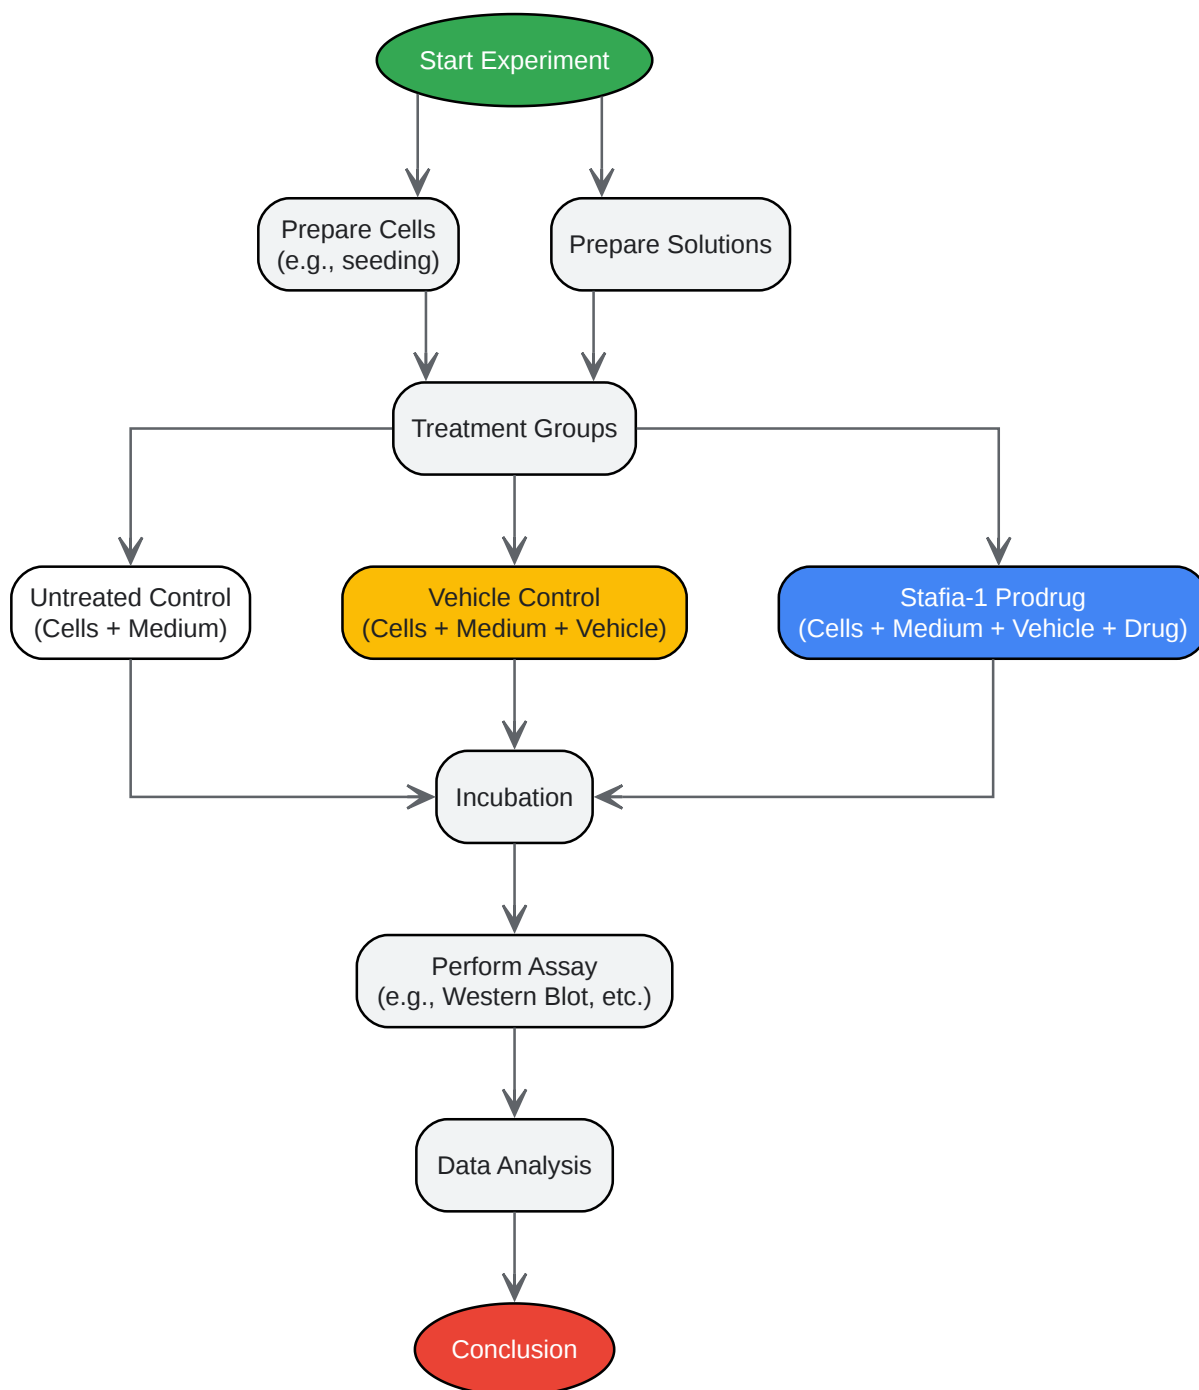 Start Experiment
Prepare Cells
(e.g., seeding)
Prepare Solutions
Treatment Groups
Untreated Control
(Cells + Medium)
Vehicle Control
(Cells + Medium + Vehicle)
Stafia-1 Prodrug
(Cells + Medium + Vehicle + Drug)
Incubation
Perform Assay
(e.g., Western Blot, etc.)
Data Analysis
Conclusion